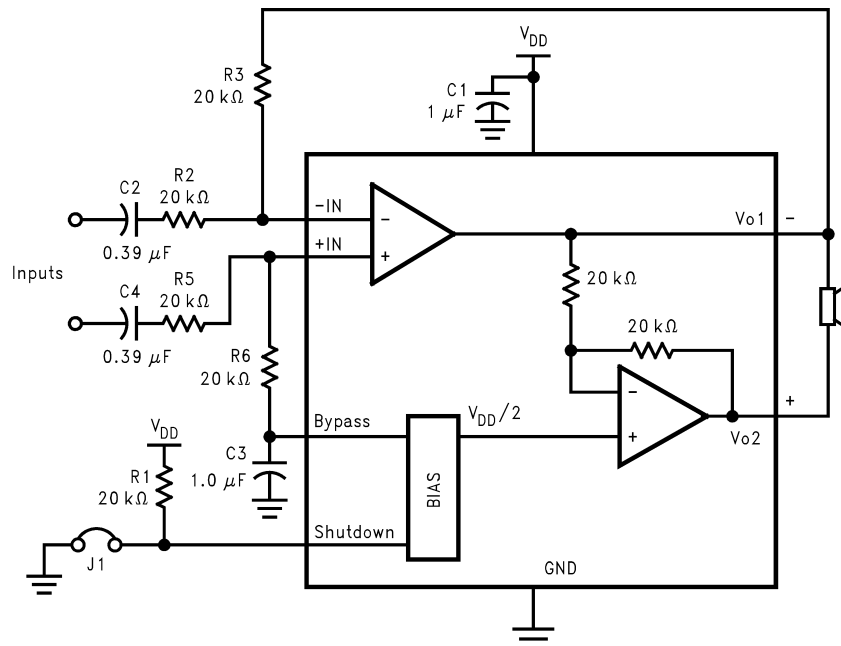 V_DD
R3
20 kΩ
C1
1 µF
R2
20 kΩ
C2
0.39 µF
-IN
+IN
−
+
Vo1
-
Inputs
C4
R5
20 kΩ
0.39 µF
20 kΩ
20 kΩ
R6
20 kΩ
−
+
+
Vo2
Bypass
V_DD/2
V_DD
C3
1.0 µF
R1
20 kΩ
BIAS
Shutdown
J1
GND